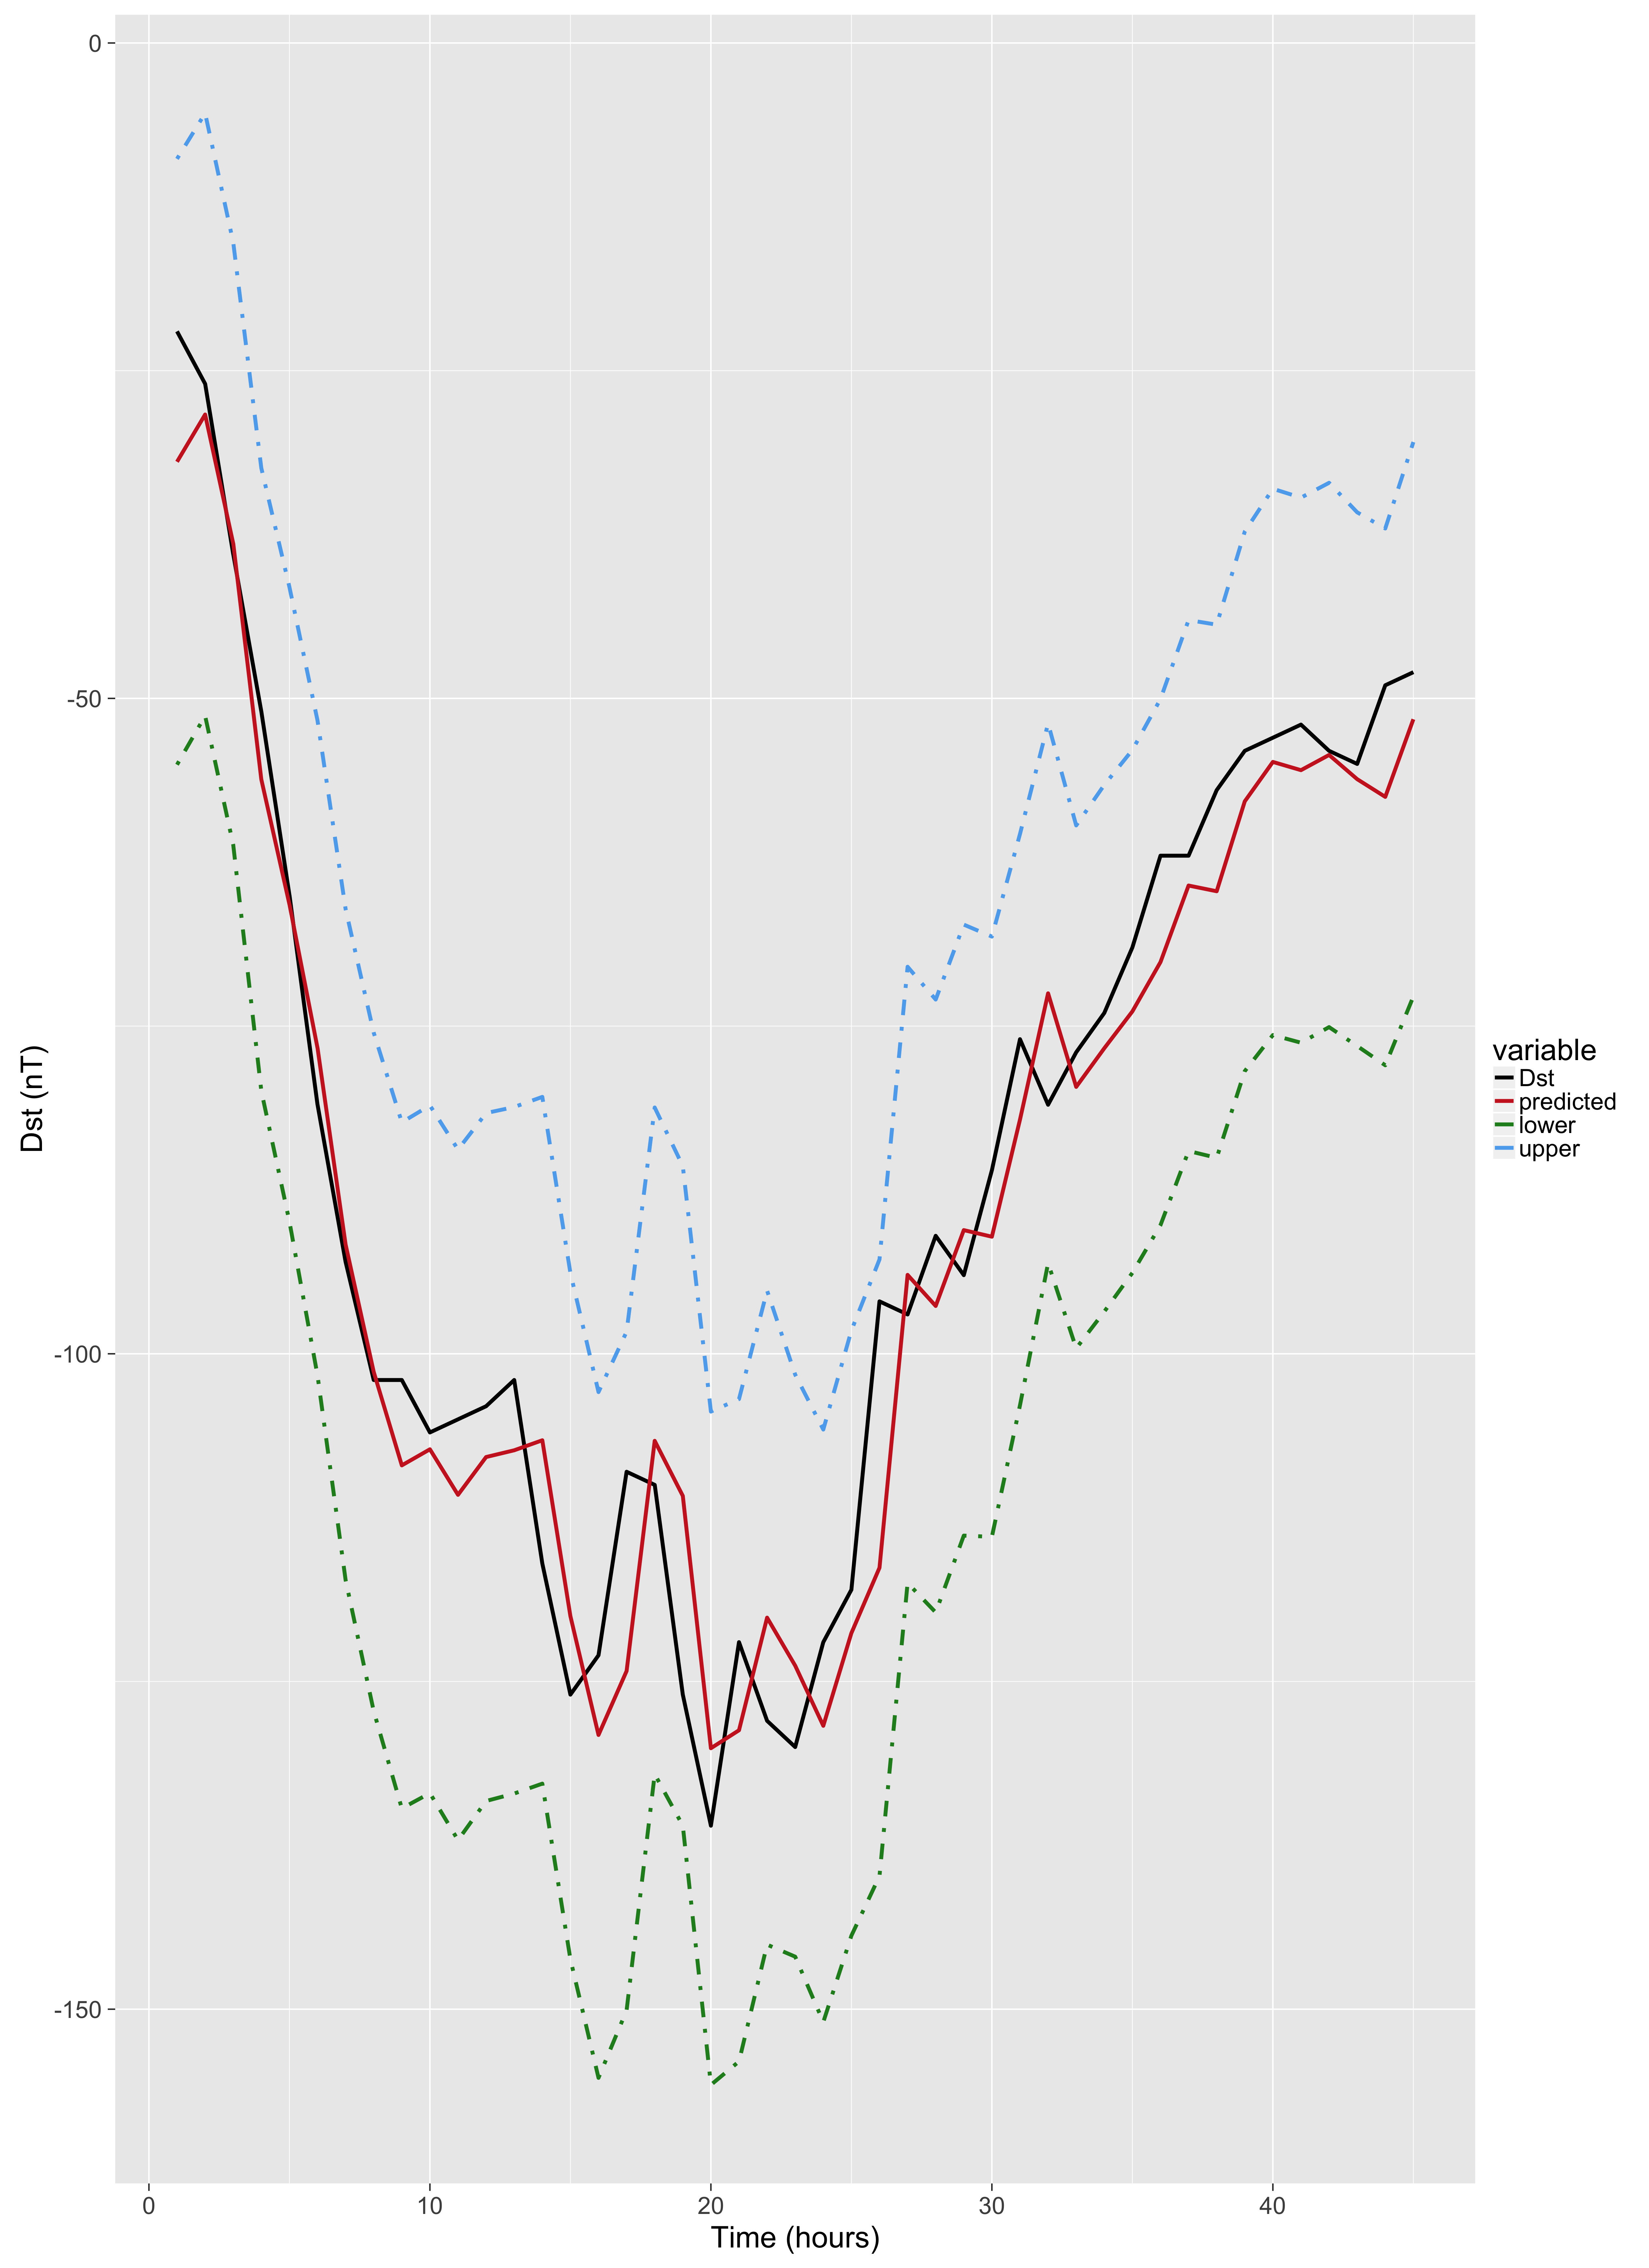 0
-50
-100
-150
Dst (nT)
0 10 20 30 40
Time (hours)
variable
Dst
predicted
lower
upper